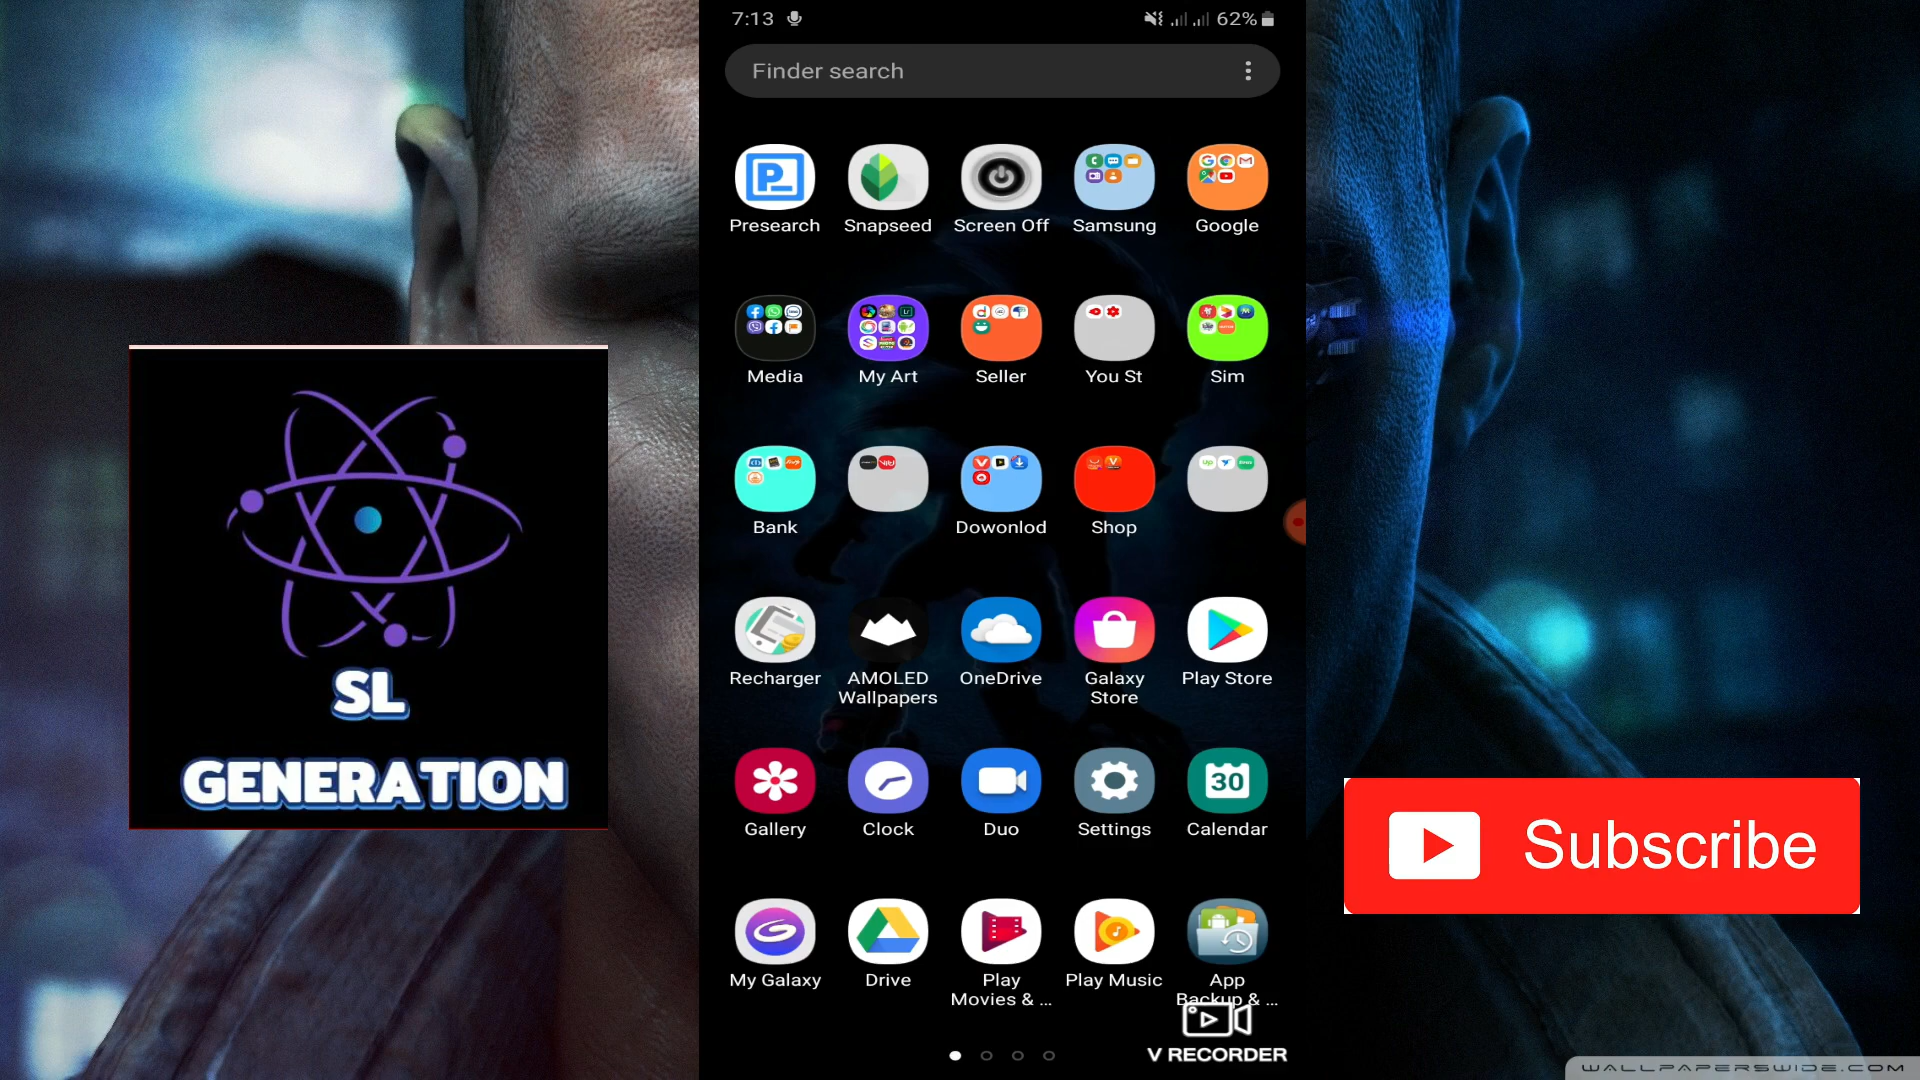 7:13
62%
Finder search
Presearch
Snapseed
Screen Off
Samsung
Google
Media
My Art
Seller
You St
Sim
Bank
Dowonlod
Shop
Recharger
AMOLED
Wallpapers
OneDrive
Galaxy
Store
Play Store
30
Gallery
Clock
Duo
Settings
Calendar
My Galaxy
Drive
Play
Movies & ...
Play Music
App
Backup & ...
V RECORDER
SL
GENERATION
Subscribe
WALLPAPERSWIDE.COM